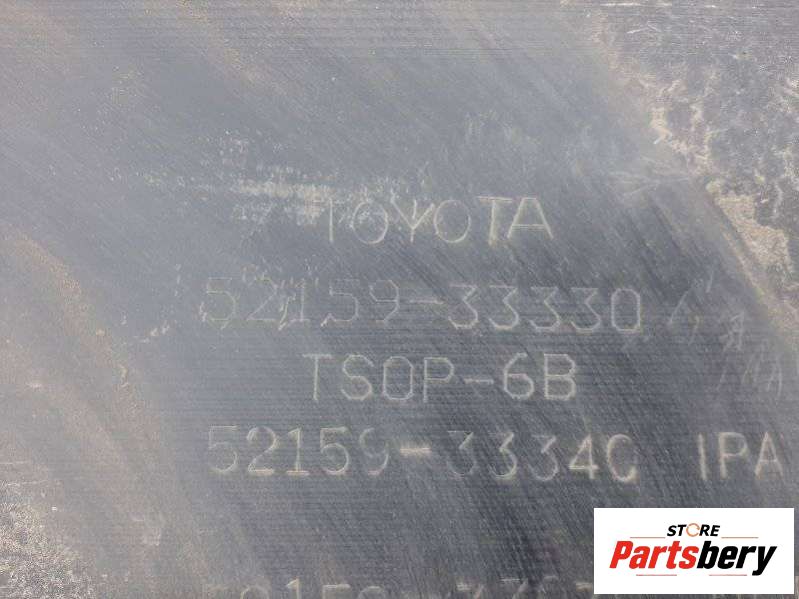 TOYOTA
52159-33330
TSOP-6B
52159-33340 IPA
STORE
Partsbery